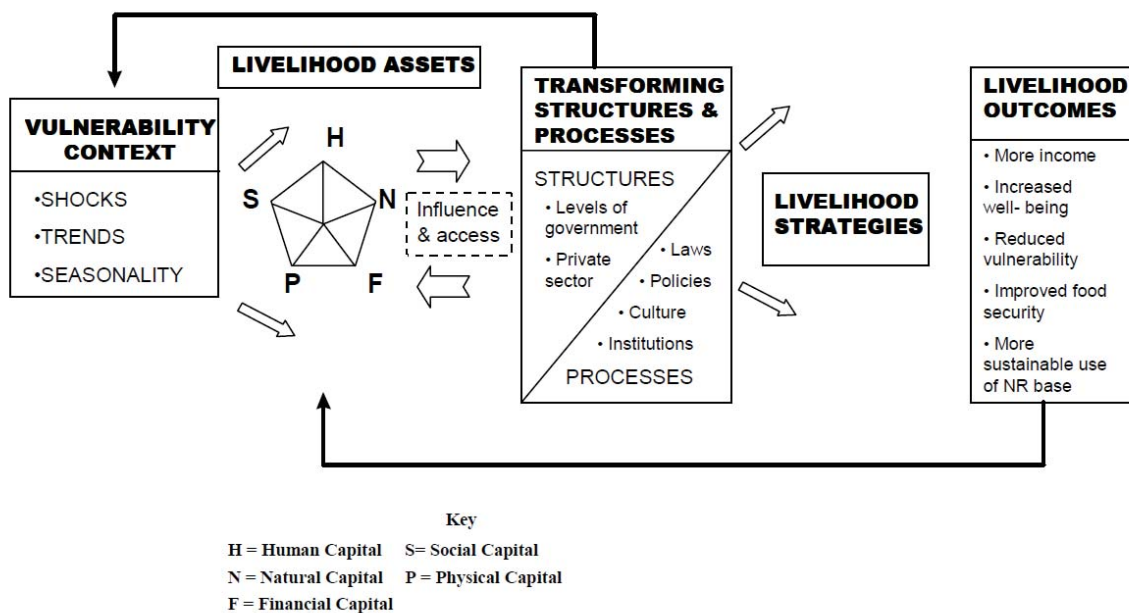 LIVELIHOOD ASSETS
VULNERABILITY
CONTEXT
•SHOCKS
•TRENDS
•SEASONALITY
H
S
N
P
F
Influence
& access
TRANSFORMING
STRUCTURES &
PROCESSES
STRUCTURES
• Levels of
government
• Private
sector
• Laws
• Policies
• Culture
• Institutions
PROCESSES
LIVELIHOOD
STRATEGIES
LIVELIHOOD
OUTCOMES
• More income
• Increased
well- being
• Reduced
vulnerability
• Improved food
security
• More
sustainable use
of NR base
Key
H = Human Capital S= Social Capital
N = Natural Capital P = Physical Capital
F = Financial Capital